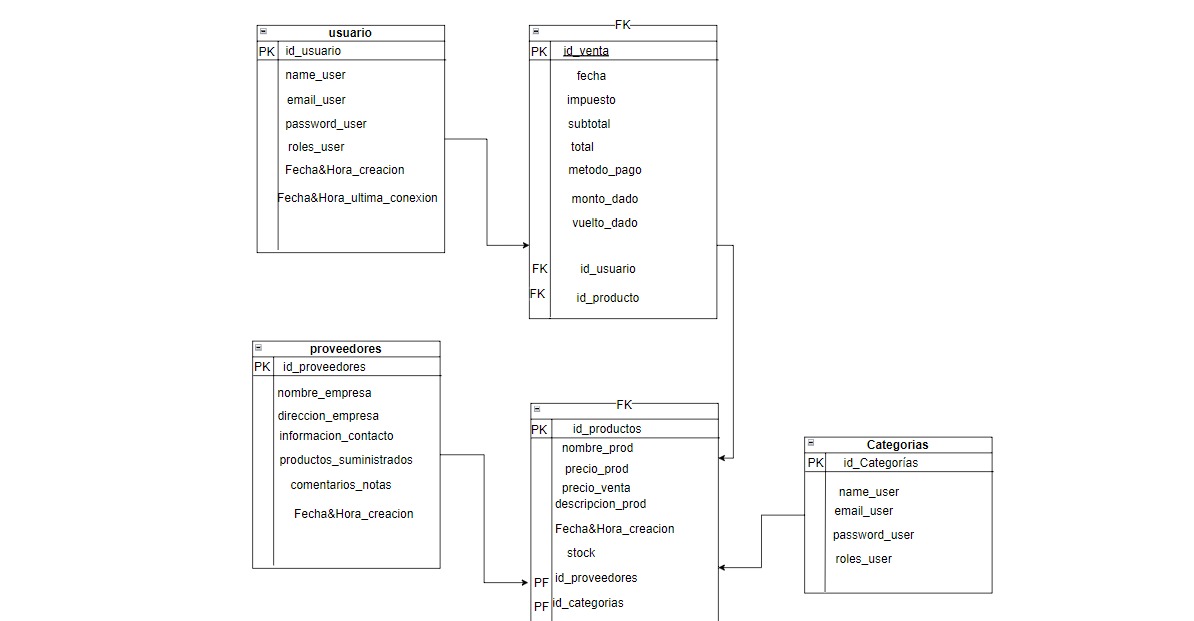 usuario
PK id_usuario
name_user
email_user
password_user
roles_user
Fecha&Hora_creacion
Fecha&Hora_ultima_conexion
FK
PK id_venta
fecha
impuesto
subtotal
total
metodo_pago
monto_dado
vuelto_dado
FK id_usuario
FK id_producto
proveedores
PK id_proveedores
nombre_empresa
direccion_empresa
informacion_contacto
productos_suministrados
comentarios_notas
Fecha&Hora_creacion
FK
PK id_productos
nombre_prod
precio_prod
precio_venta
descripcion_prod
Fecha&Hora_creacion
stock
PF id_proveedores
PF id_categorias
Categorias
PK id_Categorías
name_user
email_user
password_user
roles_user